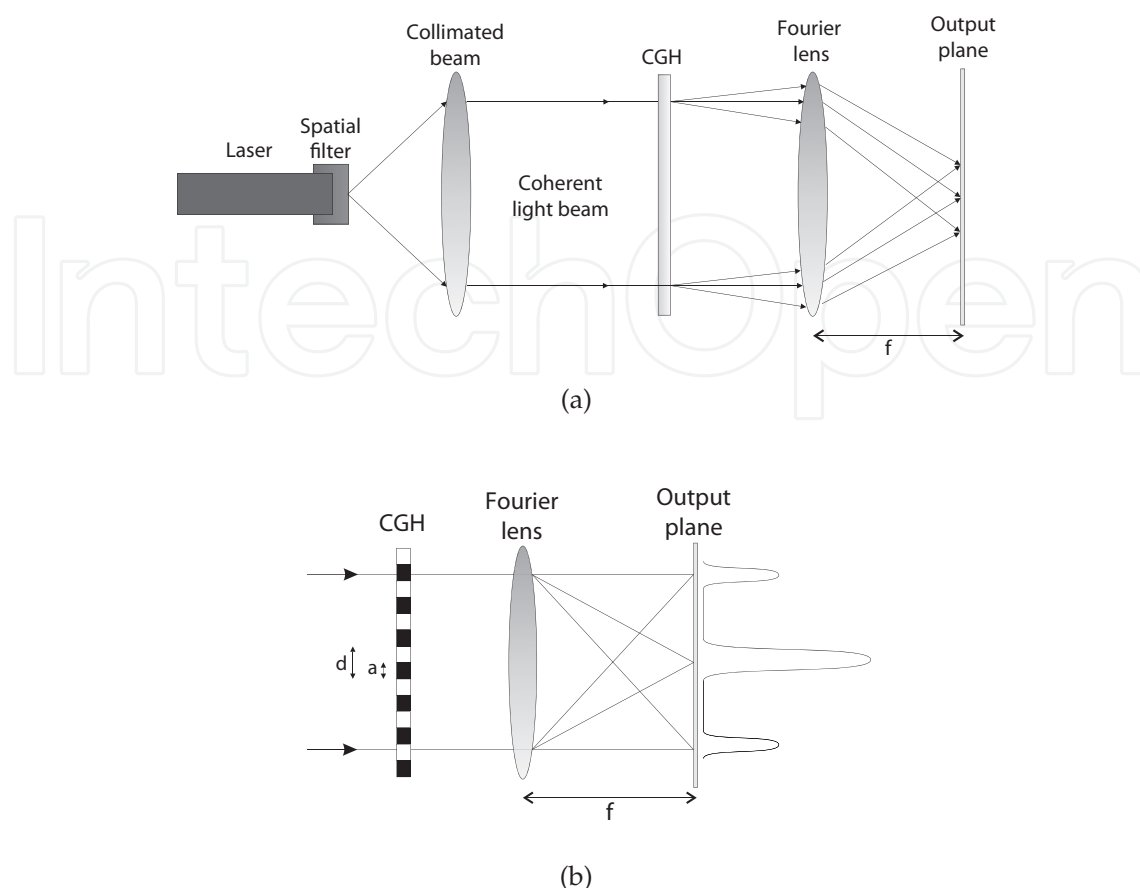 Collimated
beam
Fourier
lens
Output
plane
CGH
Spatial
filter
Laser
Coherent
light beam
IntechOpen
f
(a)
Fourier
lens
Output
plane
CGH
d
a
f
(b)